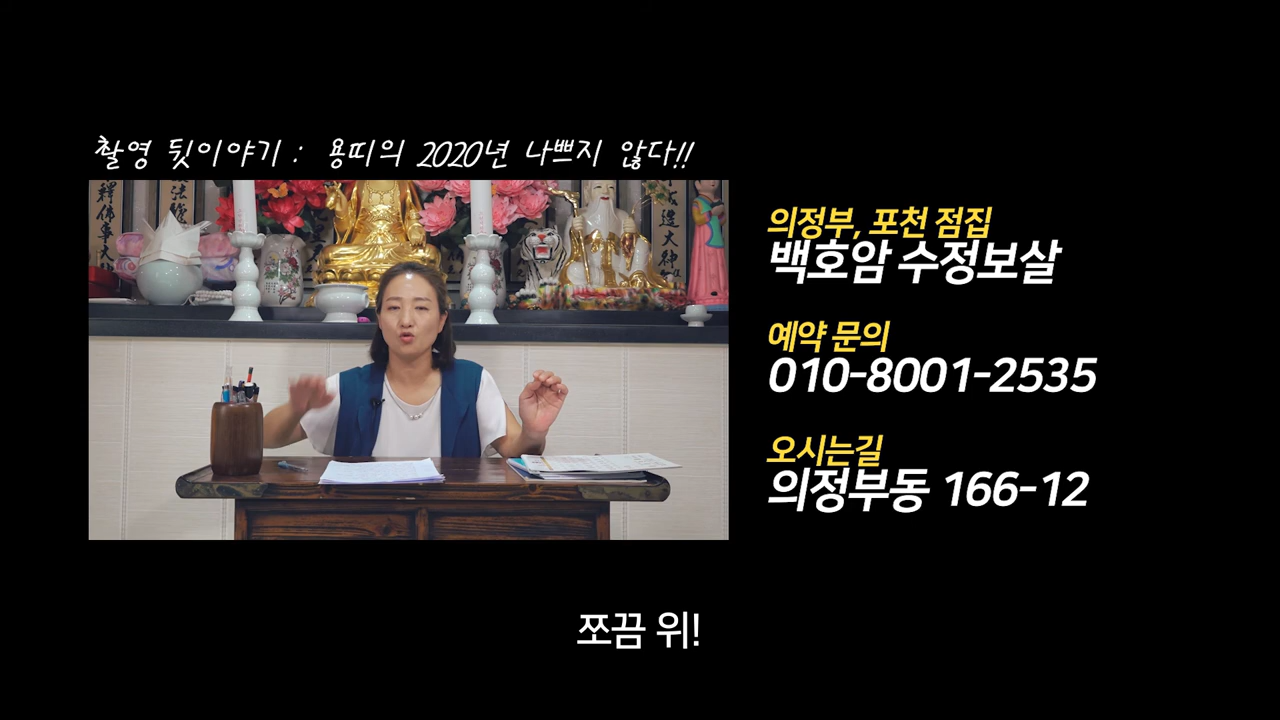 촬영 뒷이야기 : 용띠의 2020년 나쁘지 않다!!
의정부, 포천 점집
백호암 수정보살
예약 문의
010-8001-2535
오시는길
의정부동 166-12
쪼끔 위!